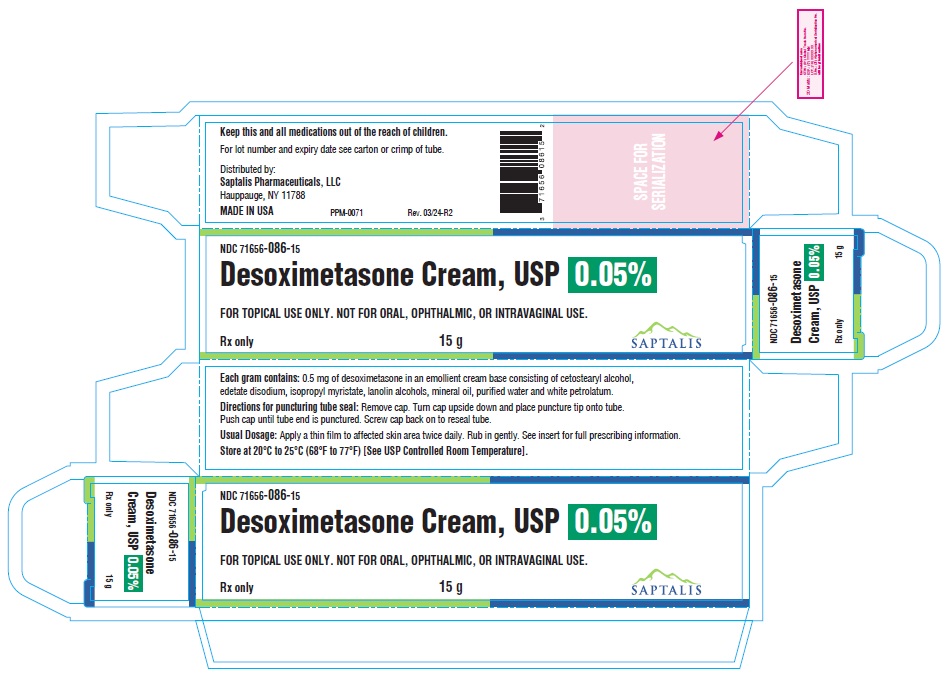 Keep this and all medications out of the reach of children.
For lot number and expiry date see carton or crimp of tube.
Distributed by:
Saptalis Pharmaceuticals, LLC
Hauppauge, NY 11788
MADE IN USA PPM-0071 Rev. 03/24-R2
3 71656 08615 2
SPACE FOR
SERIALIZATION
NDC 71656-086-15
Desoximetasone Cream, USP 0.05%
FOR TOPICAL USE ONLY. NOT FOR ORAL, OPHTHALMIC, OR INTRAVAGINAL USE.
Rx only 15 g
SAPTALIS
NDC 71656-086-15
Desoximetasone
Cream, USP 0.05%
Rx only 15 g
Each gram contains: 0.5 mg of desoximetasone in an emollient cream base consisting of cetostearyl alcohol,
edetate disodium, isopropyl myristate, lanolin alcohols, mineral oil, purified water and white petrolatum.
Directions for puncturing tube seal: Remove cap. Turn cap upside down and place puncture tip onto tube.
Push cap until tube end is punctured. Screw cap back on to reseal tube.
Usual Dosage: Apply a thin film to affected skin area twice daily. Rub in gently. See insert for full prescribing information.
Store at 20°C to 25°C (68°F to 77°F) [See USP Controlled Room Temperature].
NDC 71656-086-15
Desoximetasone
Cream, USP 0.05%
Rx only 15 g
NDC 71656-086-15
Desoximetasone Cream, USP 0.05%
FOR TOPICAL USE ONLY. NOT FOR ORAL, OPHTHALMIC, OR INTRAVAGINAL USE.
Rx only 15 g
SAPTALIS